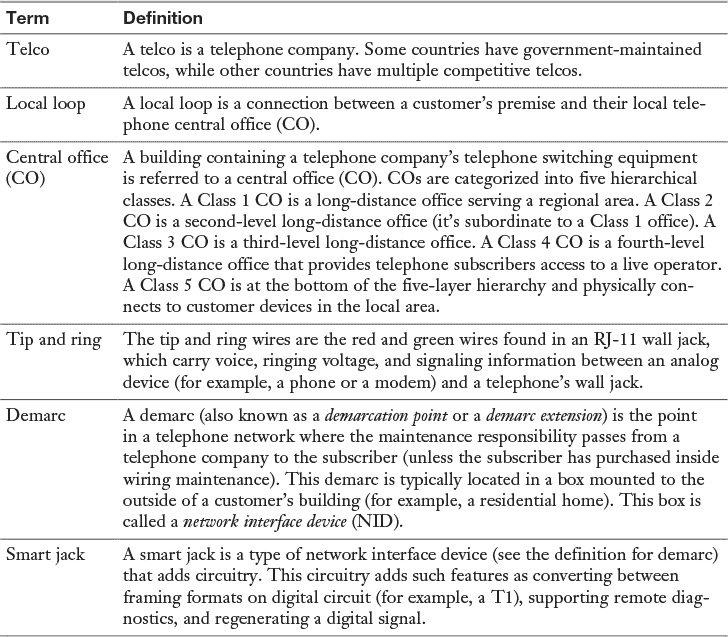 Term Definition
Telco A telco is a telephone company. Some countries have government-maintained
telcos, while other countries have multiple competitive telcos.
Local loop A local loop is a connection between a customer's premise and their local tele-
phone central office (CO).
Central office A building containing a telephone company's telephone switching equipment
(CO) is referred to a central office (CO). COs are categorized into five hierarchical
classes. A Class 1 CO is a long-distance office serving a regional area. A Class 2
CO is a second-level long-distance office (it's subordinate to a Class 1 office). A
Class 3 CO is a third-level long-distance office. A Class 4 CO is a fourth-level
long-distance office that provides telephone subscribers access to a live operator.
A Class 5 CO is at the bottom of the five-layer hierarchy and physically con-
nects to customer devices in the local area.
Tip and ring The tip and ring wires are the red and green wires found in an RJ-11 wall jack,
which carry voice, ringing voltage, and signaling information between an analog
device (for example, a phone or a modem) and a telephone's wall jack.
Demarc A demarc (also known as a demarcation point or a demarc extension) is the point
in a telephone network where the maintenance responsibility passes from a
telephone company to the subscriber (unless the subscriber has purchased inside
wiring maintenance). This demarc is typically located in a box mounted to the
outside of a customer's building (for example, a residential home). This box is
called a network interface device (NID).
Smart jack A smart jack is a type of network interface device (see the definition for demarc)
that adds circuitry. This circuitry adds such features as converting between
framing formats on digital circuit (for example, a T1), supporting remote diag-
nostics, and regenerating a digital signal.